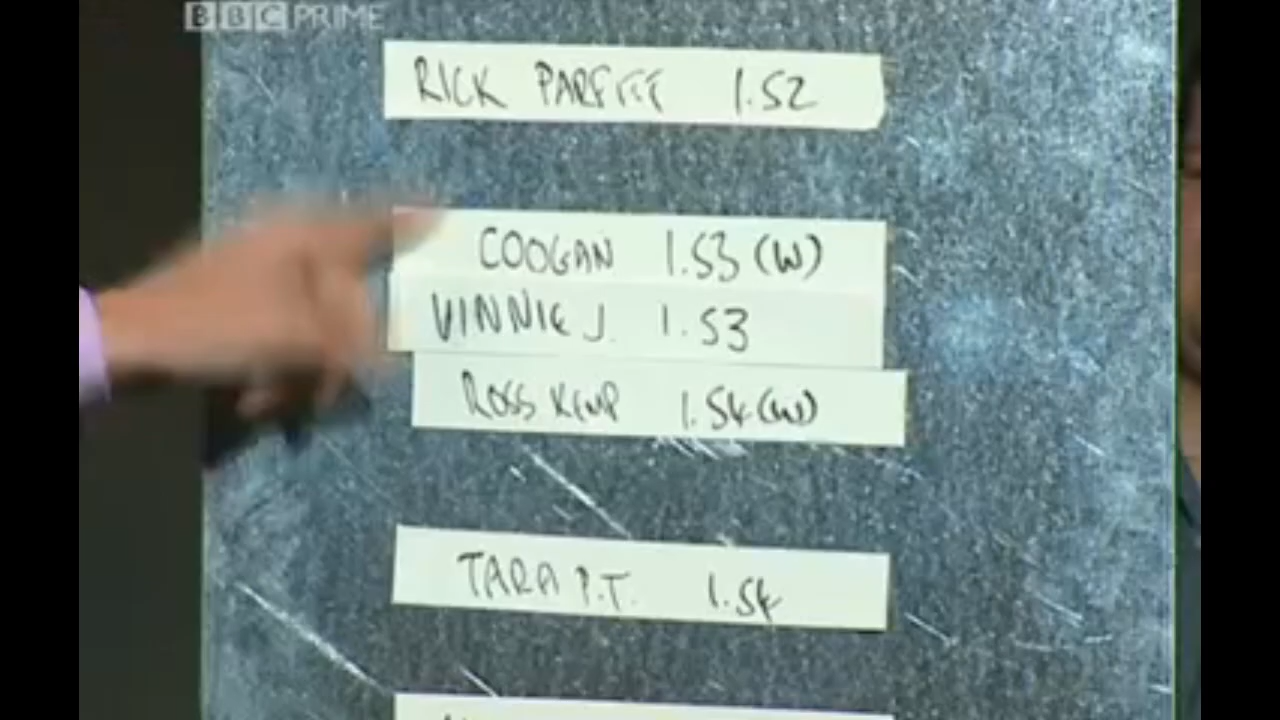 BBC PRIME
RICK PARFITT 1.52
COOGAN 1.53 (W)
VINNIE J. 1.53
ROSS KEMP 1.54 (W)
TARA P.T. 1.54